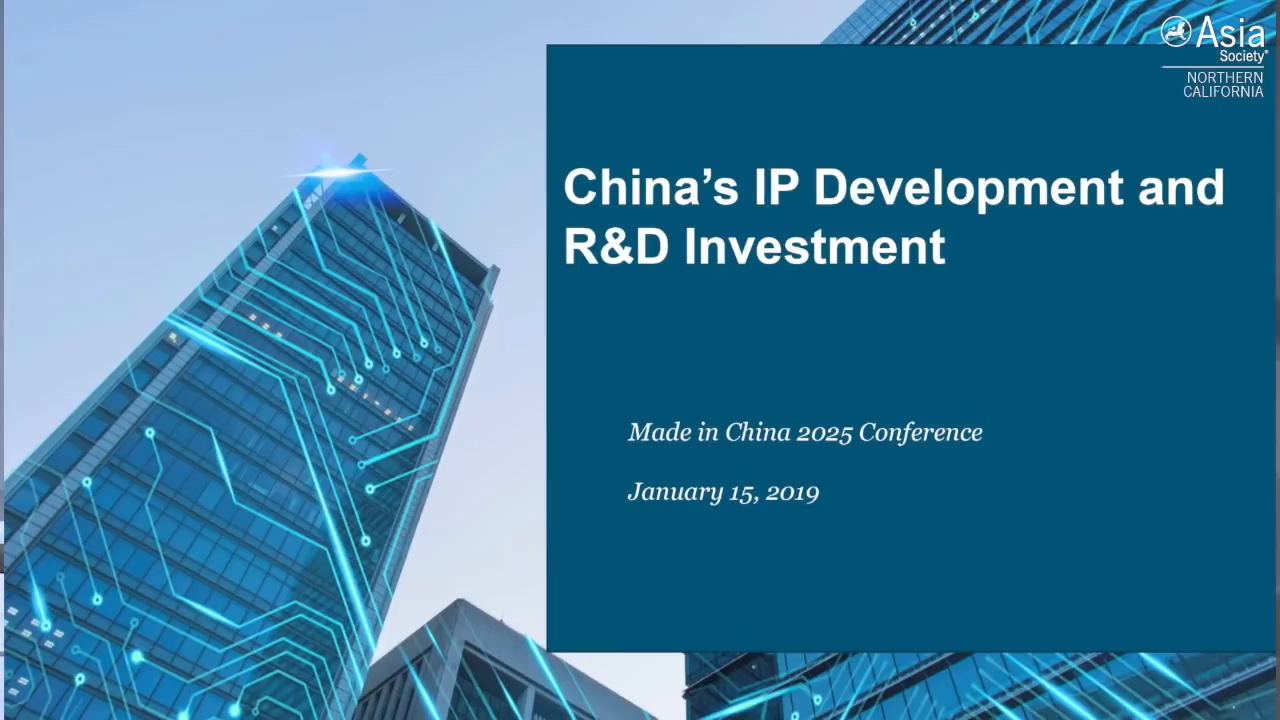 Asia
Society®
NORTHERN
CALIFORNIA
China’s IP Development and
R&D Investment
Made in China 2025 Conference
January 15, 2019